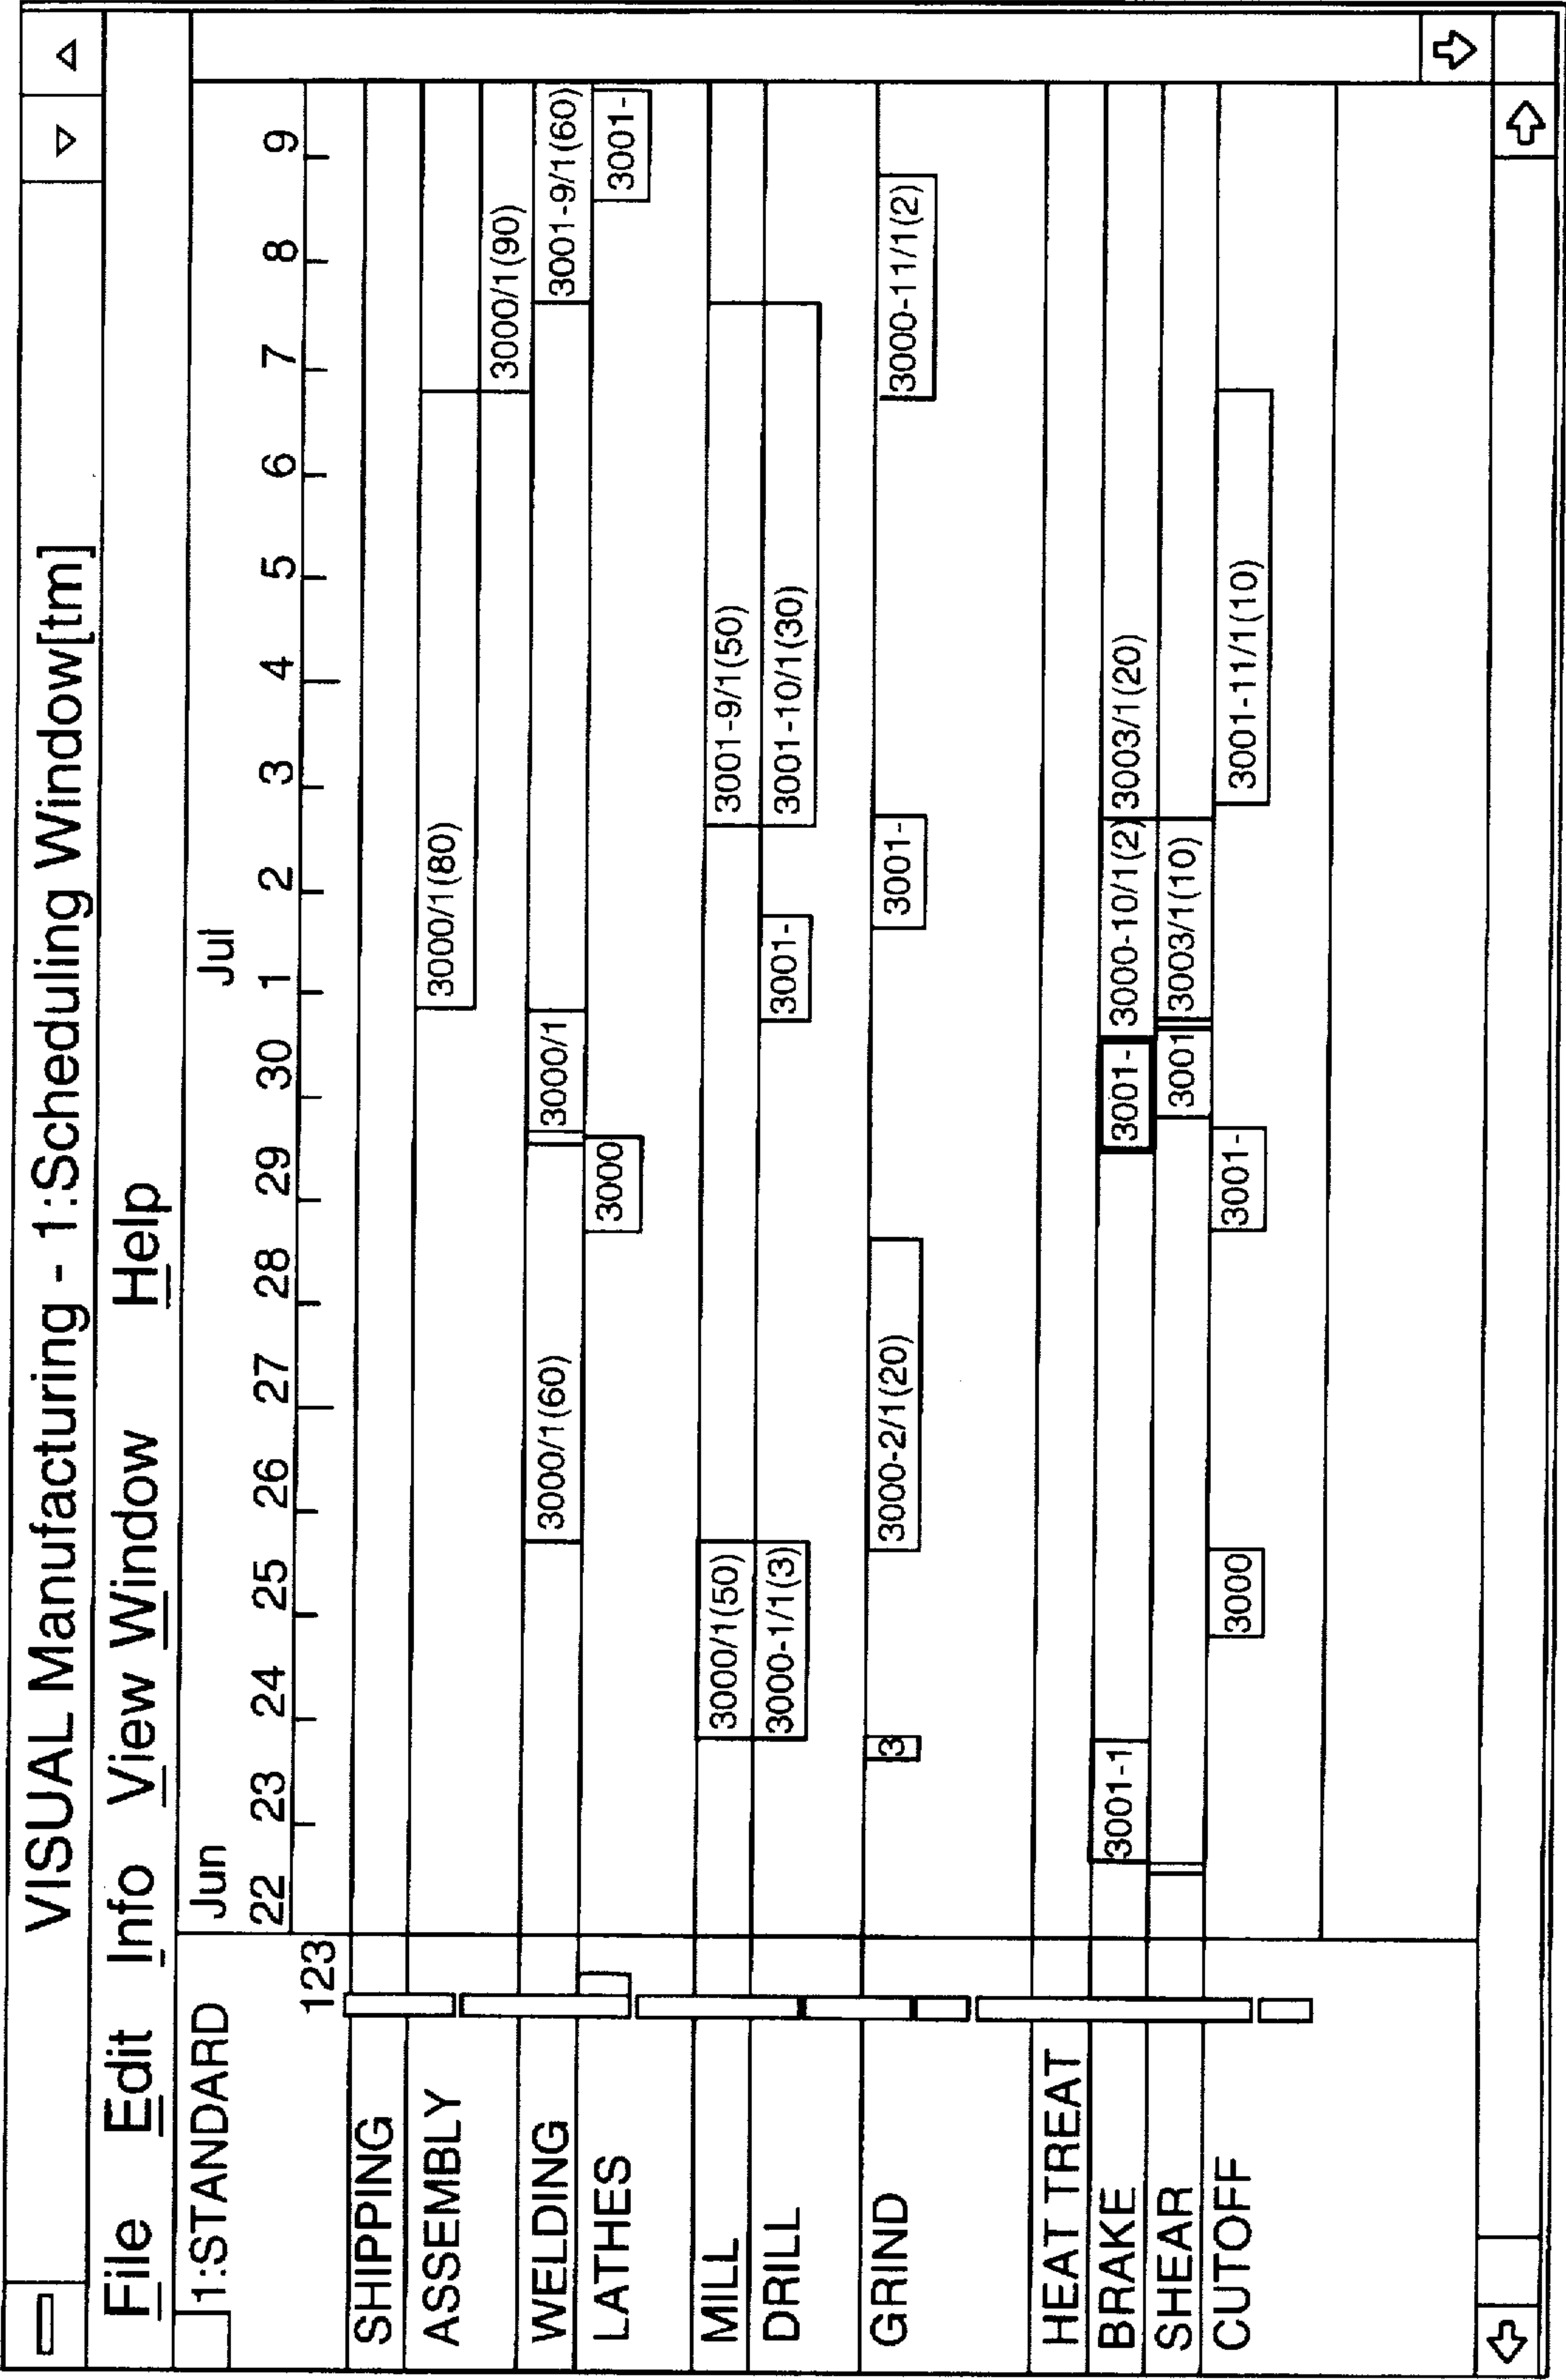 VISUAL Manufacturing - 1:Scheduling Window[tm]
File Edit Info View Window Help
1:STANDARD Jun Jul
22 23 24 25 26 27 28 29 30 1 2 3 4 5 6 7 8 9
123
SHIPPING
ASSEMBLY 3000/1(80)
3000/1(90)
WELDING 3000/1(60) 3000/1 3001-9/1(60)
LATHES 3000 3001-
MILL 3000/1(50) 3001-9/1(50)
DRILL 3000-1/1(3) 3001- 3001-10/1(30)
GRIND 3 3000-2/1(20) 3001- 3000-11/1(2)
HEAT TREAT
BRAKE 3001-1 3001- 3000-10/1(2) 3003/1(20)
SHEAR 3001 3003/1(10)
CUTOFF 3000 3001- 3001-11/1(10)